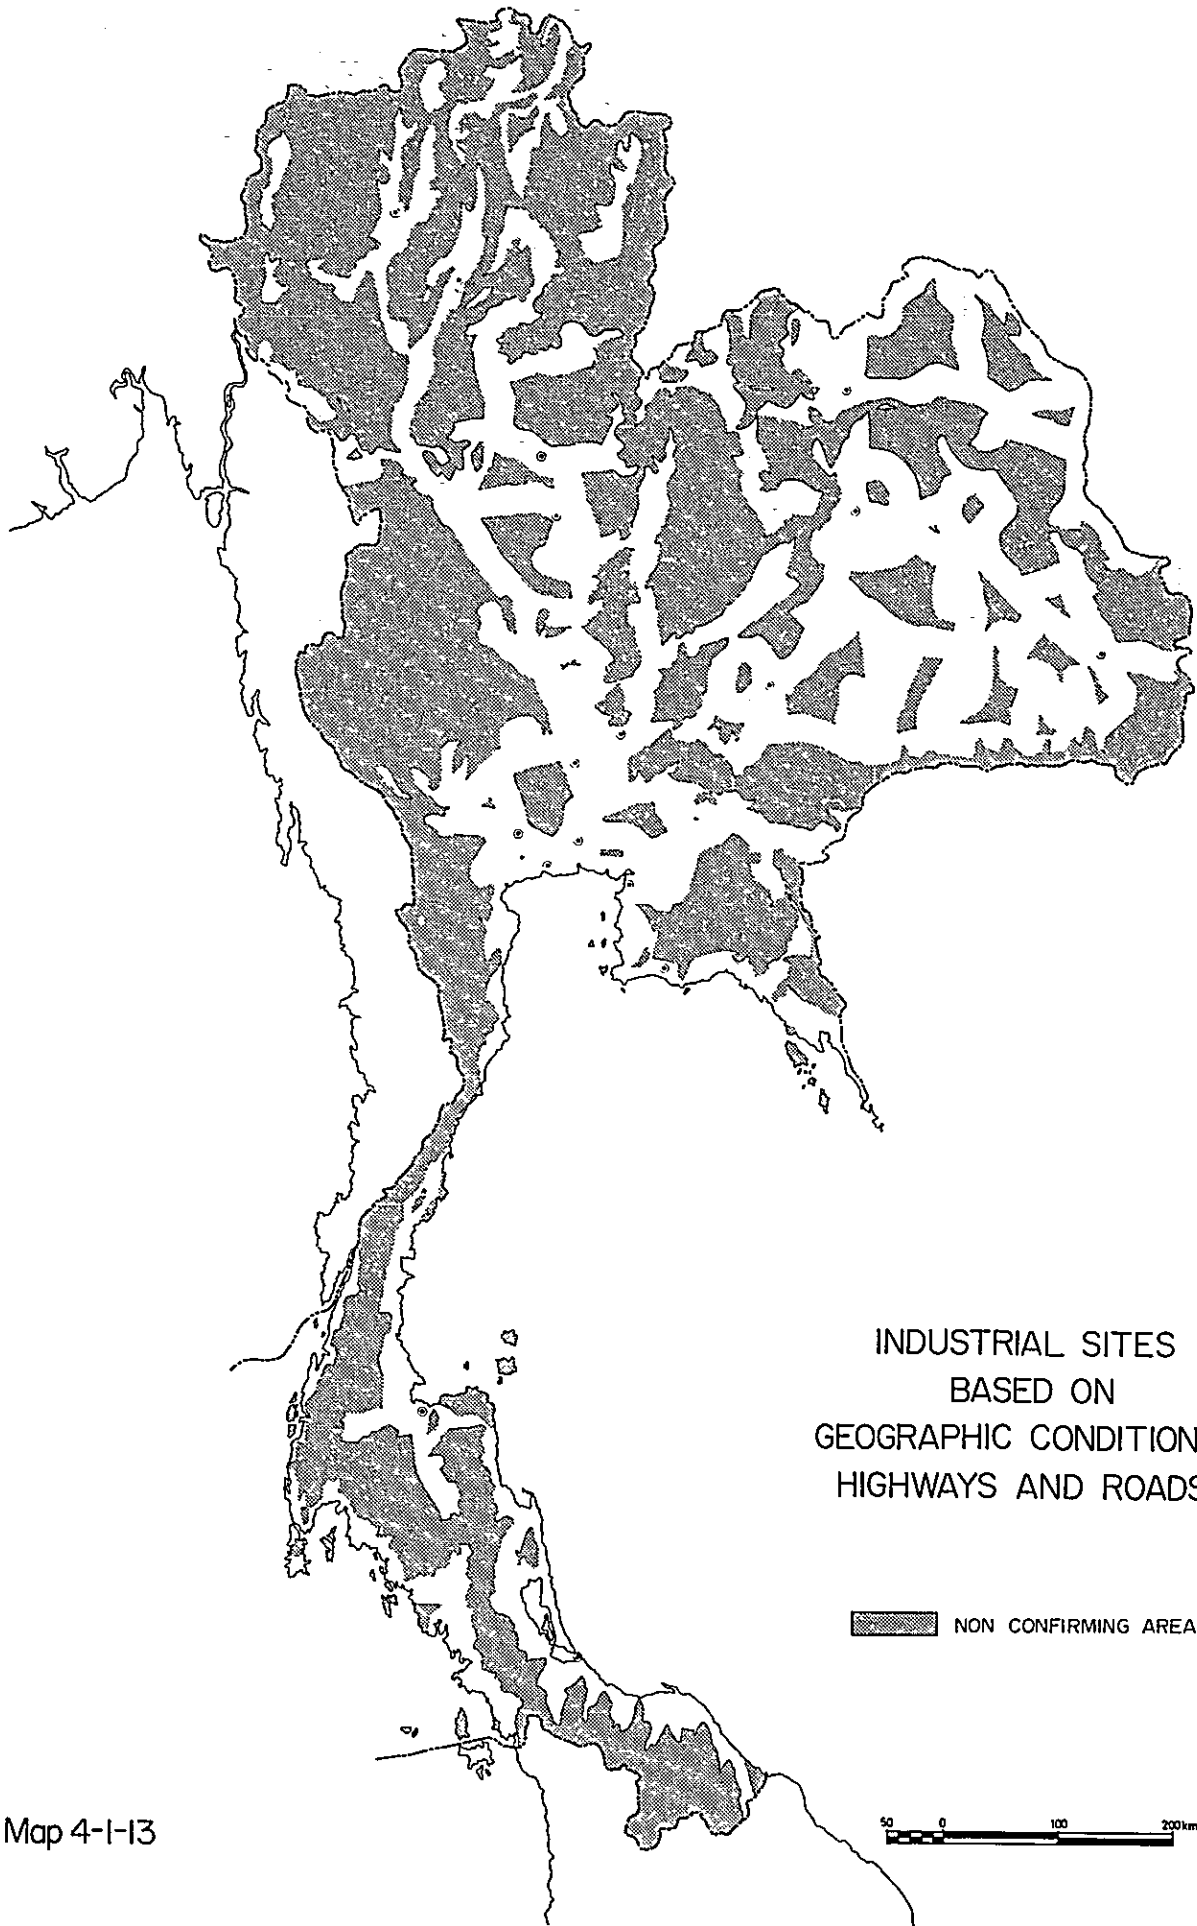 INDUSTRIAL SITES
BASED ON
GEOGRAPHIC CONDITION
HIGHWAYS AND ROADS
NON CONFIRMING AREA
Map 4-1-13
50 0 100 200km